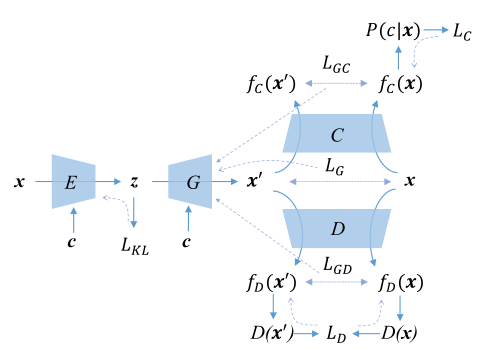 P(c|x) L_C
L_GC
f_C(x′) f_C(x)
C
L_G
x E z G x′ x
D
c L_KL c
L_GD
f_D(x′) f_D(x)
D(x′) L_D D(x)